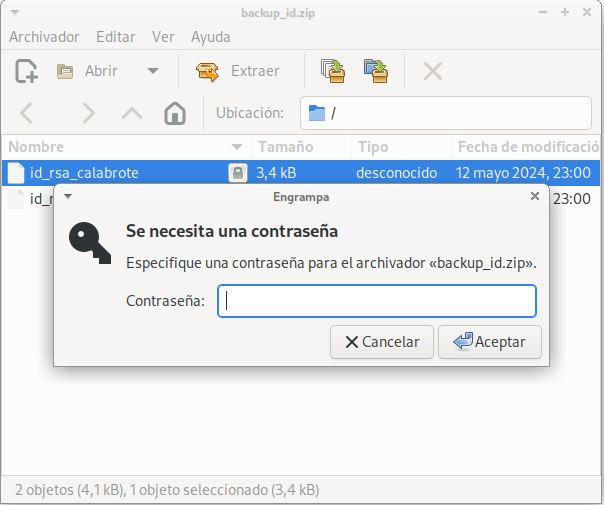 backup_id.zip
Archivador Editar Ver Ayuda
Abrir Extraer
Ubicación: /
Nombre Tamaño Tipo Fecha de modificació
id_rsa_calabrote 3,4 kB desconocido 12 mayo 2024, 23:00
23:00
Engrampa
Se necesita una contraseña
Especifique una contraseña para el archivador «backup_id.zip».
Contraseña:
Cancelar Aceptar
2 objetos (4,1 kB), 1 objeto seleccionado (3,4 kB)